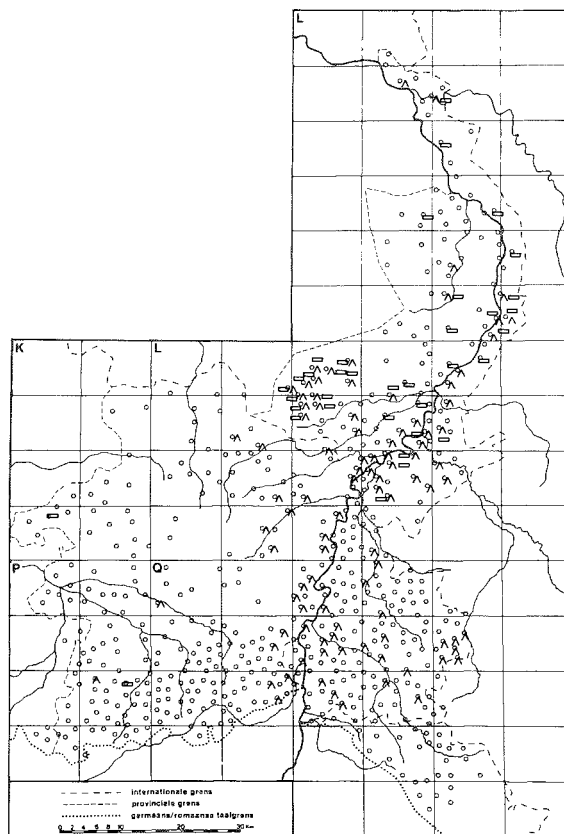 L
K
L
P
Q
internationale grens
provinciale grens
germaans/romaanse taalgrens
0 2 4 6 8 10 20 30 Km